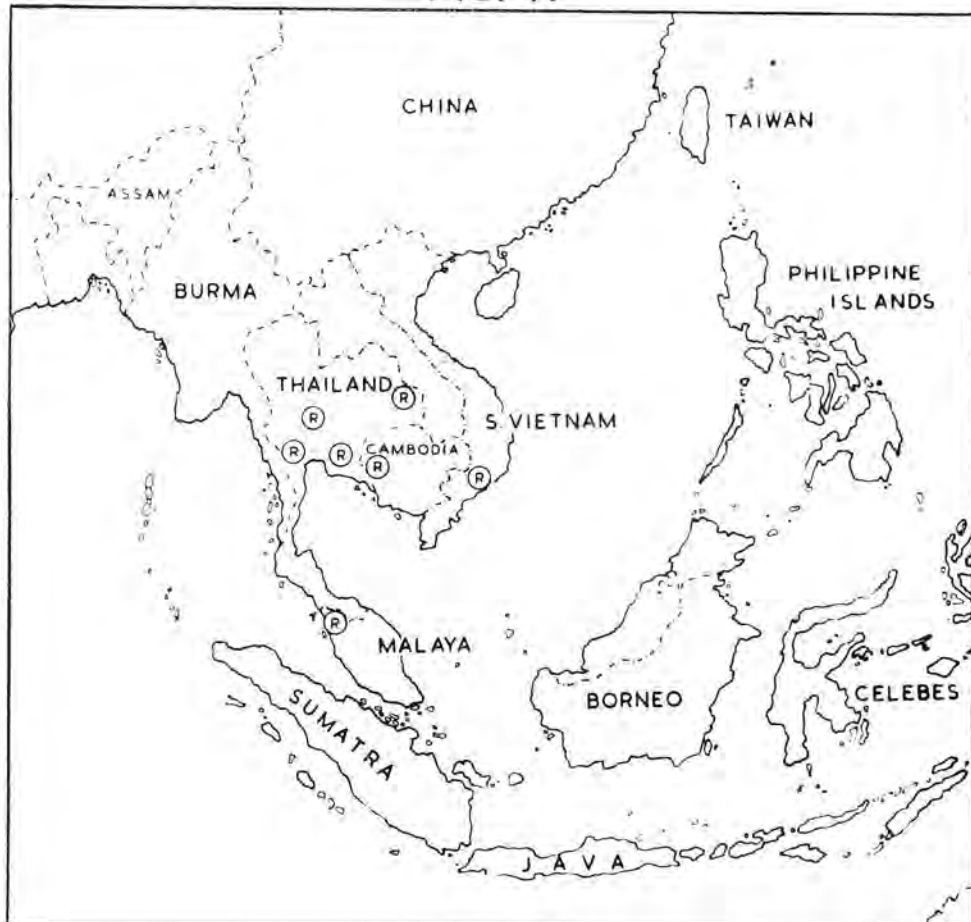 CHINA
TAIWAN
ASSAM
BURMA
PHILIPPINE
ISLANDS
THAILAND
R
R
S.VIETNAM
R
R
CAMBODIA
R
R
R
MALAYA
SUMATRA
BORNEO
CELEBES
JAVA